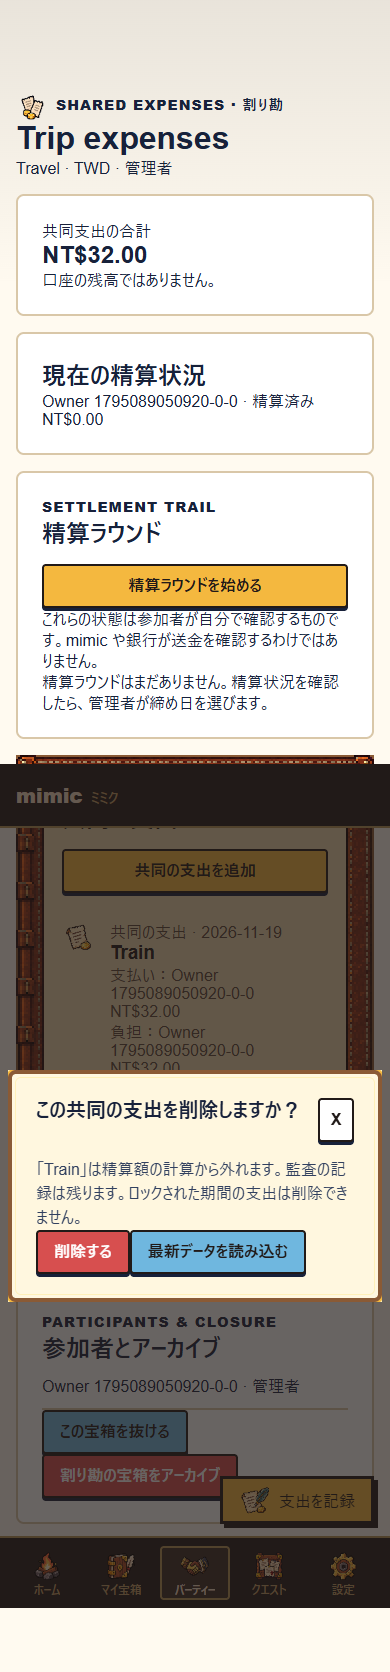 SHARED EXPENSES · 割り勘
Trip expenses
Travel · TWD · 管理者
共同支出の合計
NT$32.00
口座の残高ではありません。
現在の精算状況
Owner 1795089050920-0-0 · 精算済み
NT$0.00
SETTLEMENT TRAIL
精算ラウンド
精算ラウンドを始める
これらの状態は参加者が自分で確認するもので
す。mimic や銀行が送金を確認するわけではあ
りません。
精算ラウンドはまだありません。精算状況を確認
したら、管理者が締め日を選びます。
mimic ミミク
共同の支出を追加
共同の支出 · 2026-11-19
Train
支払い：Owner
1795089050920-0-0
NT$32.00
負担：Owner
1795089050920-0-0
NT$32.00
この共同の支出を削除しますか？
X
「Train」は精算額の計算から外れます。監査の記
録は残ります。ロックされた期間の支出は削除でき
ません。
削除する
最新データを読み込む
PARTICIPANTS & CLOSURE
参加者とアーカイブ
Owner 1795089050920-0-0 · 管理者
この宝箱を抜ける
割り勘の宝箱をアーカイブ
支出を記録
ホーム
マイ宝箱
パーティー
クエスト
設定